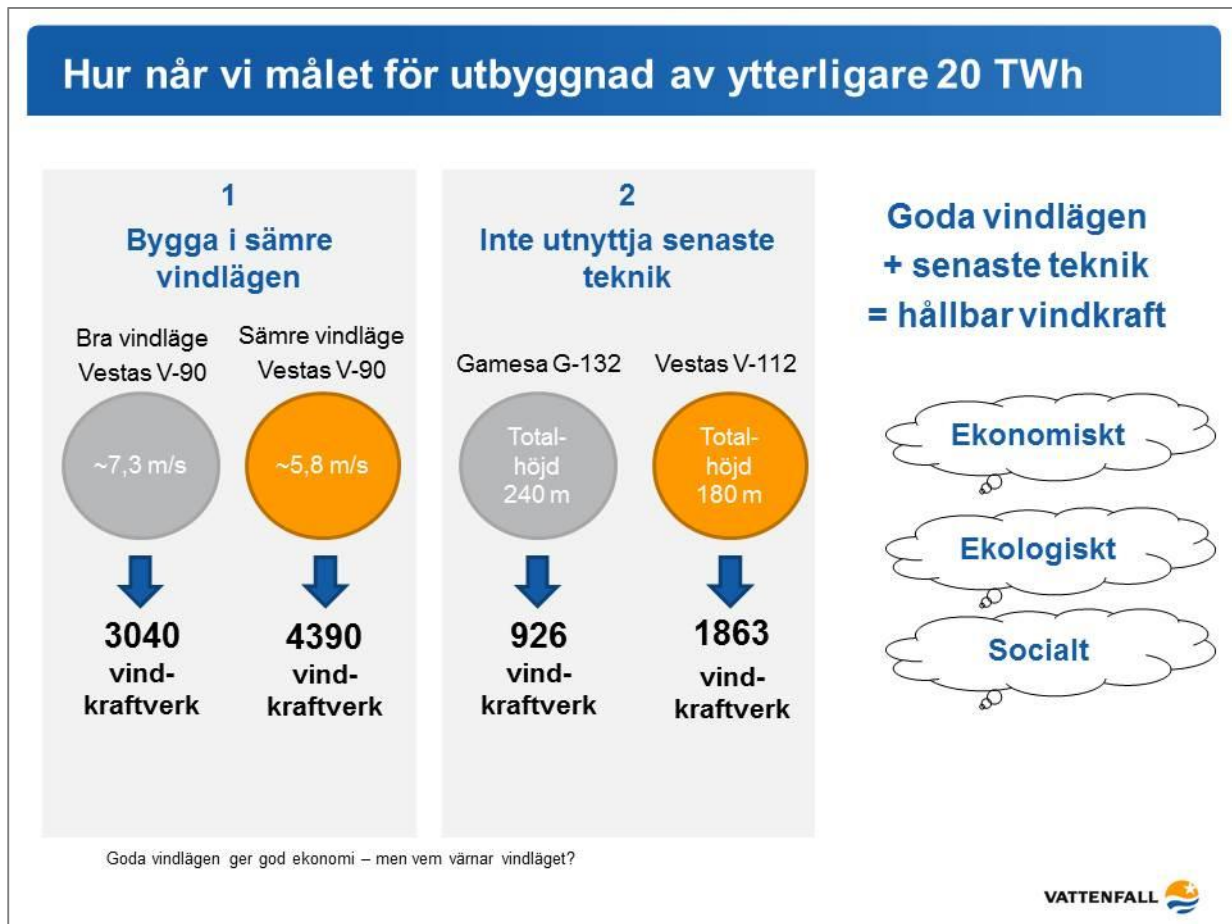 Hur når vi målet för utbyggnad av ytterligare 20 TWh
1
Bygga i sämre
vindlägen
Bra vindläge
Vestas V-90
Sämre vindläge
Vestas V-90
~7,3 m/s
~5,8 m/s
3040
vind-
kraftverk
4390
vind-
kraftverk
2
Inte utnyttja senaste
teknik
Gamesa G-132
Vestas V-112
Total-
höjd
240 m
Total-
höjd
180 m
926
vind-
kraftverk
1863
vind-
kraftverk
Goda vindlägen
+ senaste teknik
= hållbar vindkraft
Ekonomiskt
Ekologiskt
Socialt
Goda vindlägen ger god ekonomi – men vem värnar vindläget?
VATTENFALL